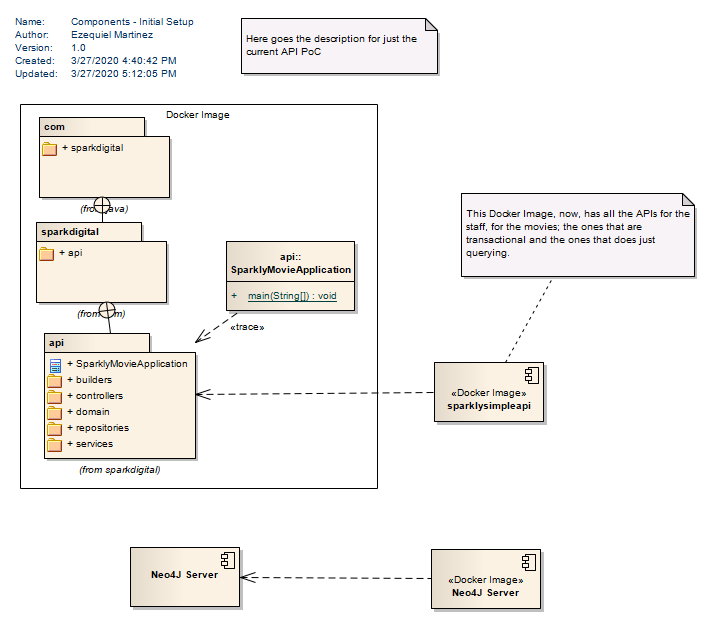 Name: Components - Initial Setup
Author: Ezequiel Martinez
Version: 1.0
Created: 3/27/2020 4:40:42 PM
Updated: 3/27/2020 5:12:05 PM
Here goes the description for just the
current API PoC
Docker Image
com
+ sparkdigital
(from java)
sparkdigital
+ api
(from com)
api::
SparklyMovieApplication
+ main(String[]) : void
«trace»
api
+ SparklyMovieApplication
+ builders
+ controllers
+ domain
+ repositories
+ services
(from sparkdigital)
This Docker Image, now, has all the APIs for the
staff, for the movies; the ones that are
transactional and the ones that does just
querying.
«Docker Image»
sparklysimpleapi
Neo4J Server
«Docker Image»
Neo4J Server